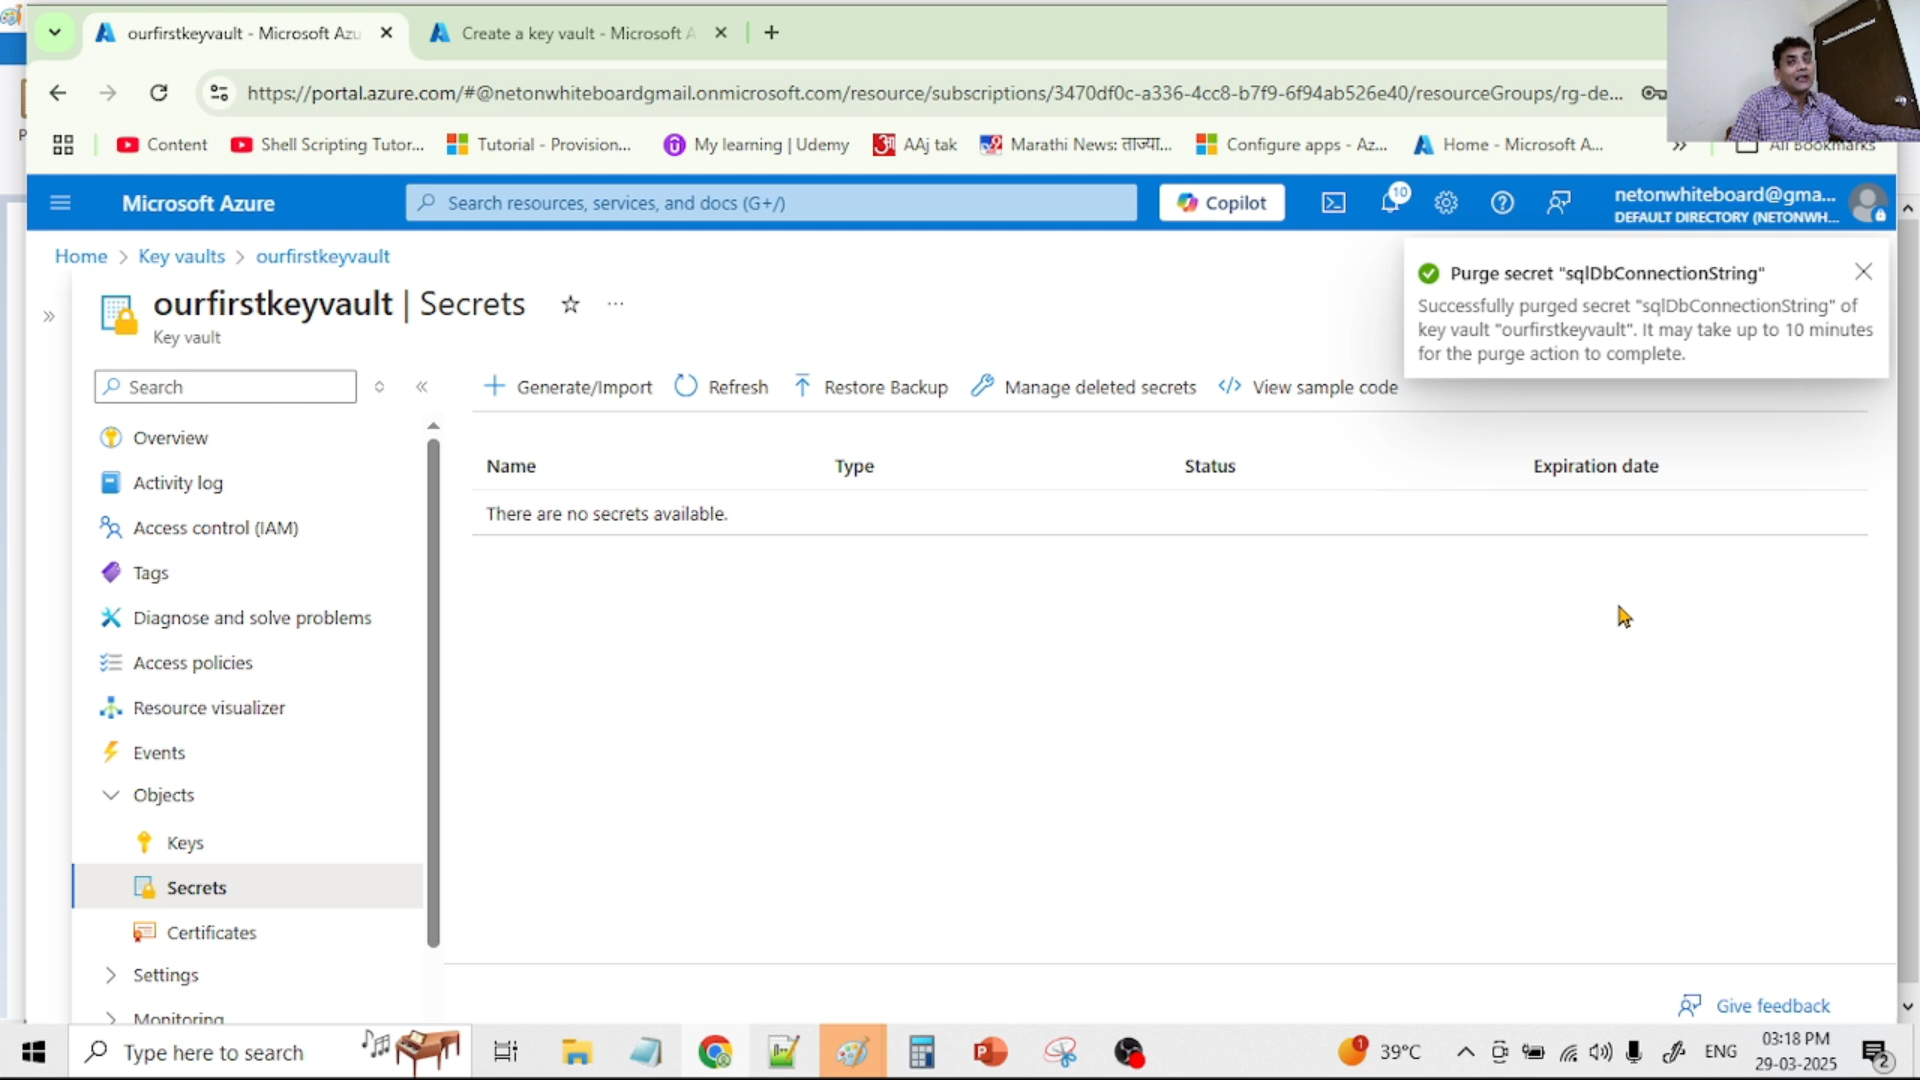 ourfirstkeyvault - Microsoft Azu
Create a key vault - Microsoft A
https://portal.azure.com/#@netonwhiteboardgmail.onmicrosoft.com/resource/subscriptions/3470df0c-a336-4cc8-b7f9-6f94ab526e40/resourceGroups/rg-de...
Content
Shell Scripting Tutor...
Tutorial - Provision...
My learning | Udemy
AAj tak
Marathi News: ताज्या...
Configure apps - Az...
Home - Microsoft A...
All Bookmarks
Microsoft Azure
Search resources, services, and docs (G+/)
Copilot
10
netonwhiteboard@gma...
DEFAULT DIRECTORY (NETONWH...
Home > Key vaults > ourfirstkeyvault
ourfirstkeyvault | Secrets
Key vault
Purge secret "sqlDbConnectionString"
Successfully purged secret "sqlDbConnectionString" of
key vault "ourfirstkeyvault". It may take up to 10 minutes
for the purge action to complete.
Search
Generate/Import
Refresh
Restore Backup
Manage deleted secrets
View sample code
Overview
Activity log
Access control (IAM)
Tags
Diagnose and solve problems
Access policies
Resource visualizer
Events
Objects
Keys
Secrets
Certificates
Settings
Monitoring
Name
Type
Status
Expiration date
There are no secrets available.
Give feedback
Type here to search
1
39°C
ENG
03:18 PM
29-03-2025
2